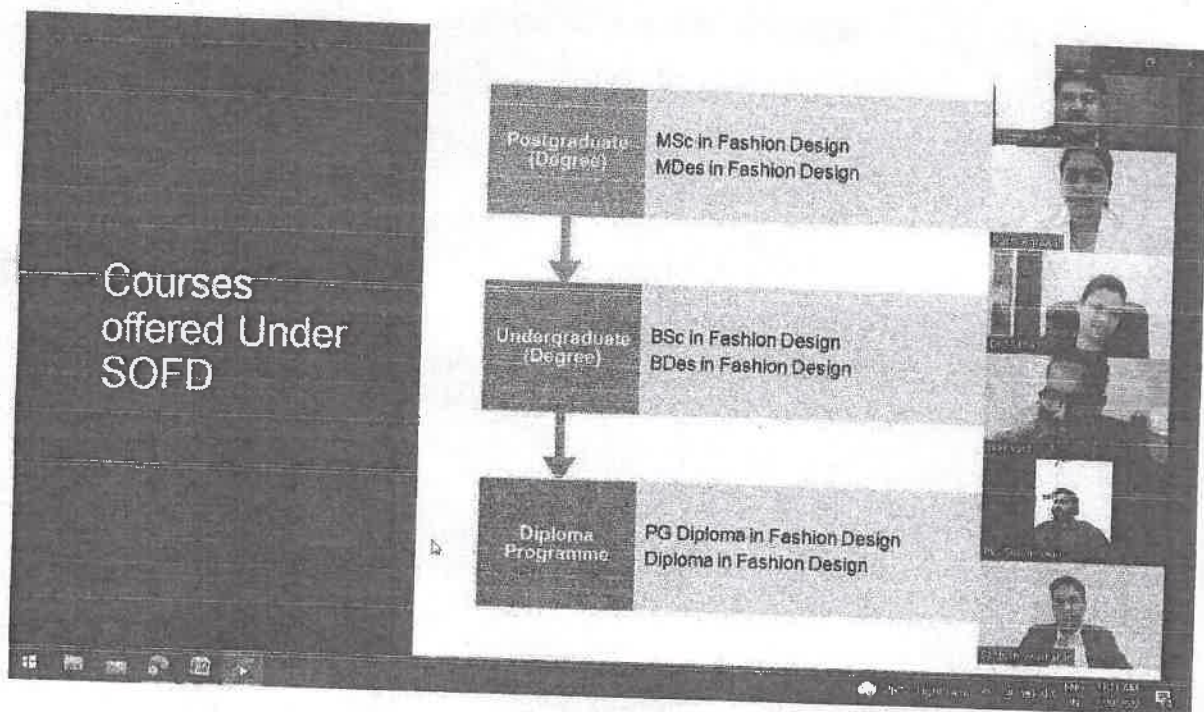 Courses
offered Under
SOFD
Postgraduate
(Degree)
MSc in Fashion Design
MDes in Fashion Design
Undergraduate
(Degree)
BSc in Fashion Design
BDes in Fashion Design
Diploma
Programme
PG Diploma in Fashion Design
Diploma in Fashion Design